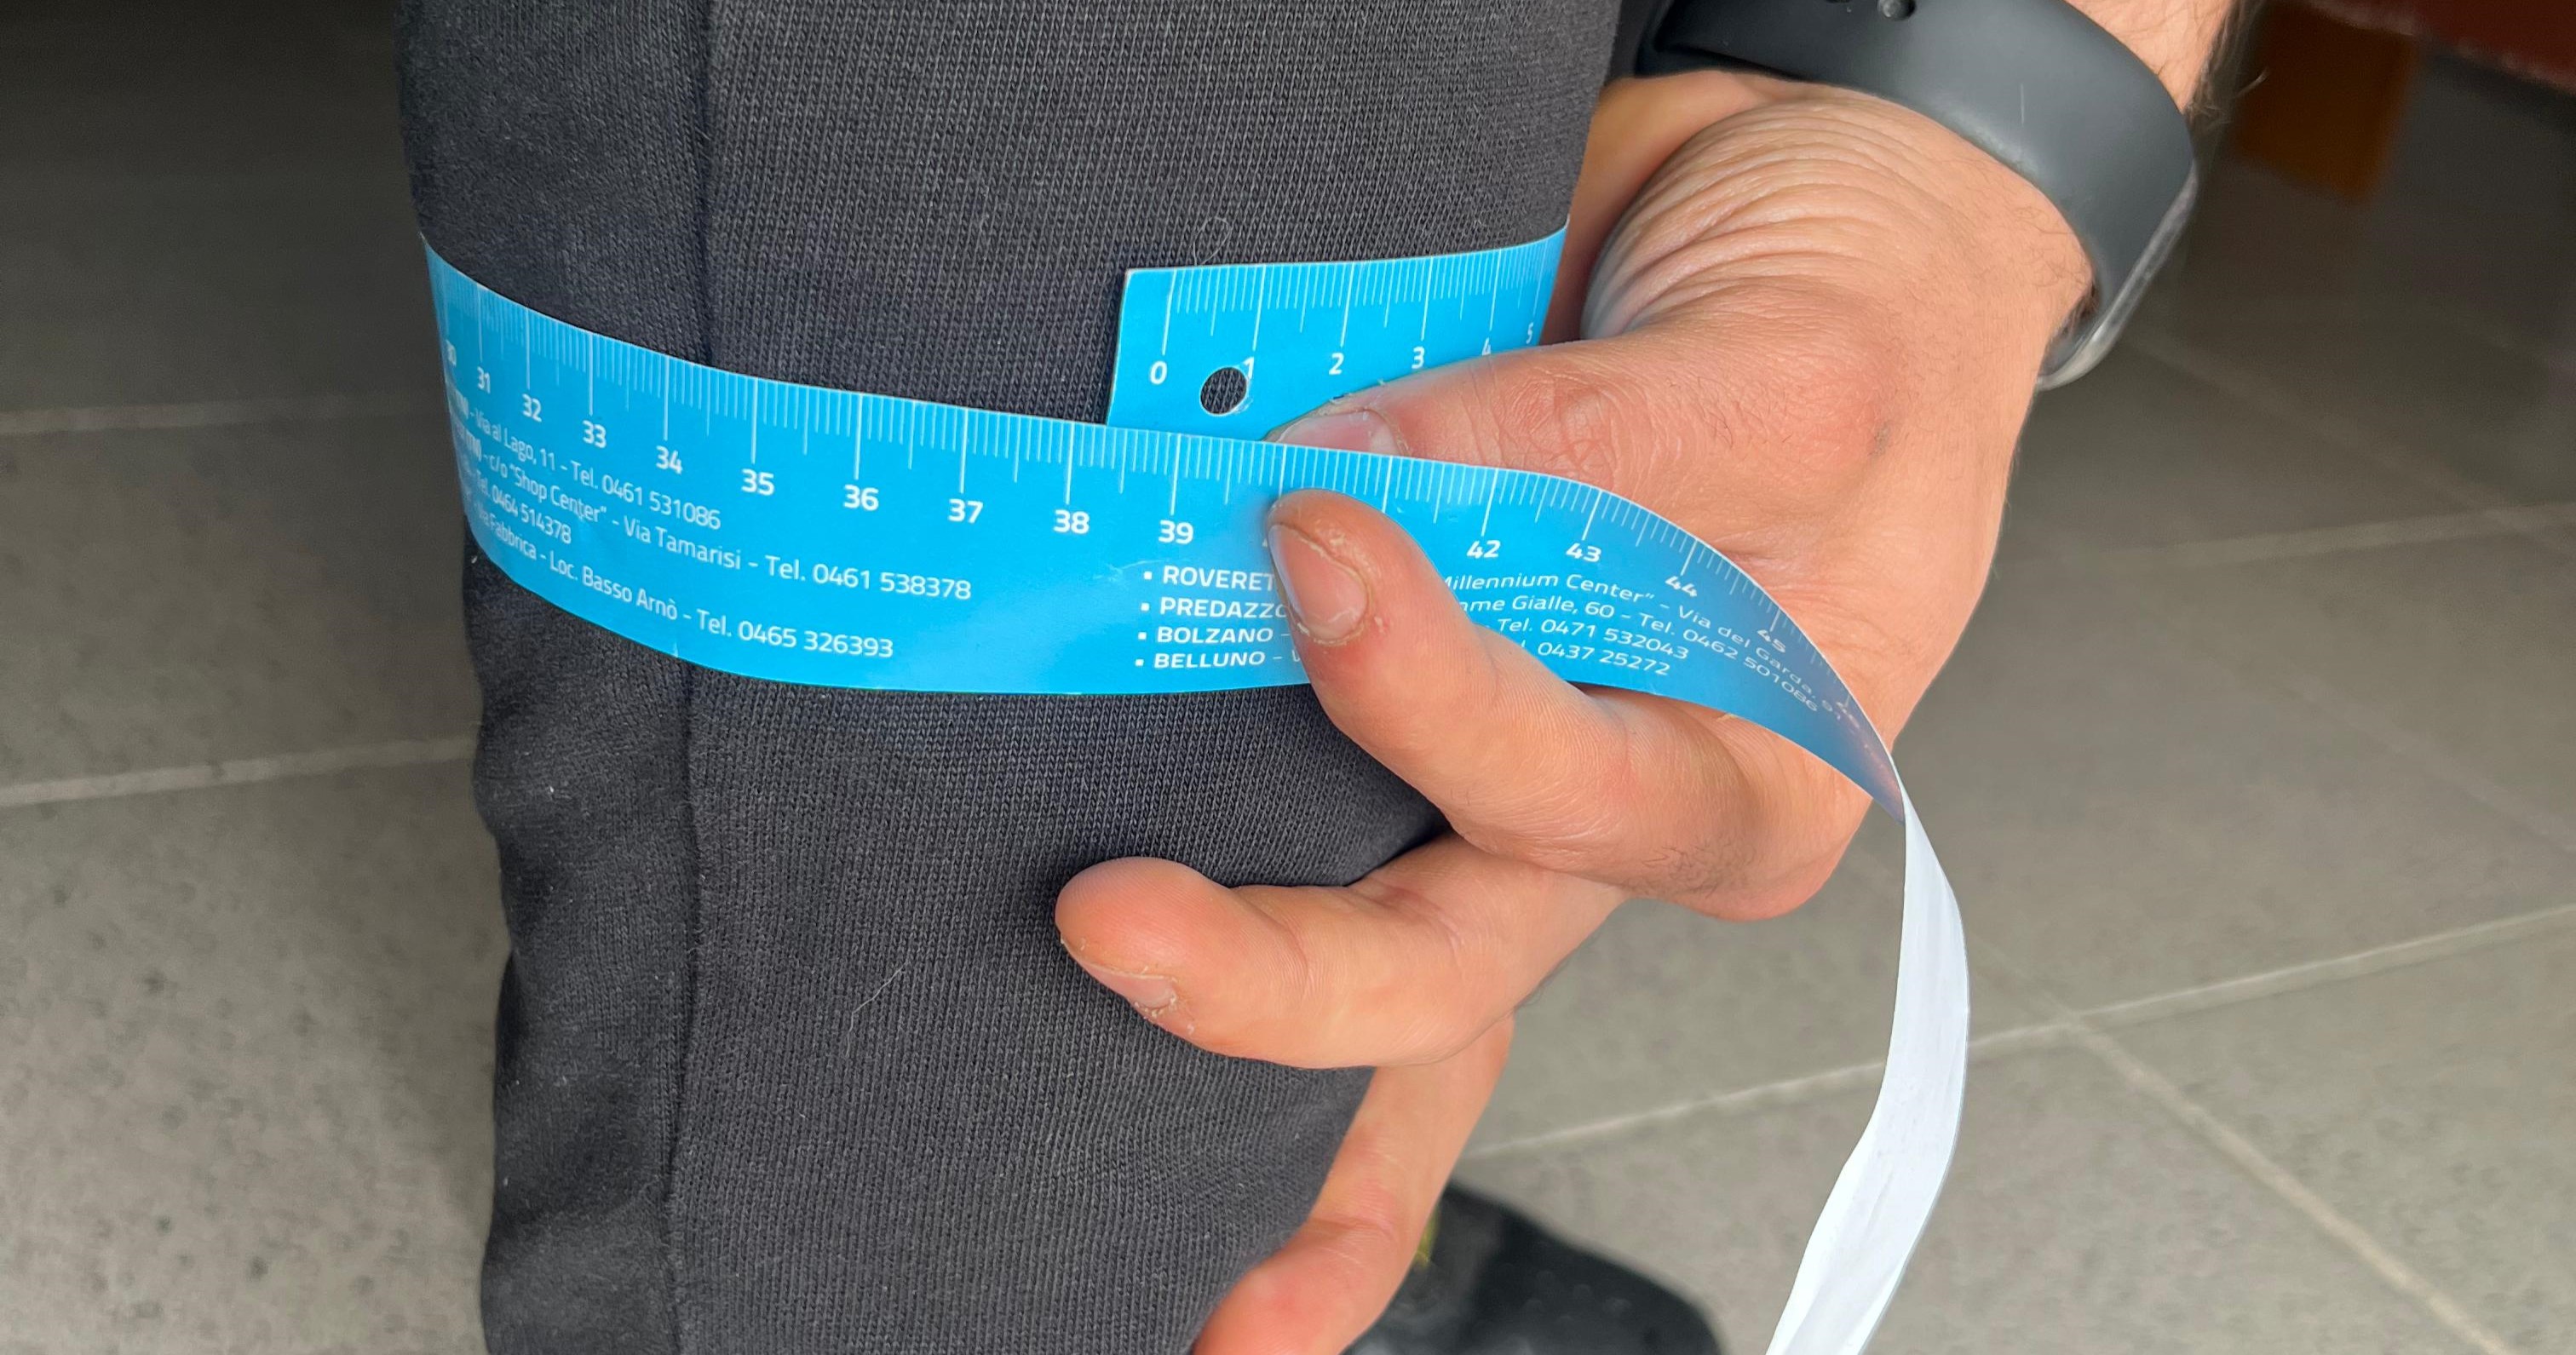 0 1 2 3 4 5
30 31 32 33 34 35 36 37 38 39 42 43 44 45
- Via al Lago, 11 - Tel. 0461 531086
- c/o "Shop Center" - Via Tamarisi - Tel. 0461 538378
- Tel. 0464 514378
Fabbrica - Loc. Basso Arnò - Tel. 0465 326393
▪ ROVERET Millennium Center" - Via del Garda, 91
▪ PREDAZZO Gialle, 60 - Tel. 0462 501086
▪ BOLZANO - Tel. 0471 532043
▪ BELLUNO - 0437 25272